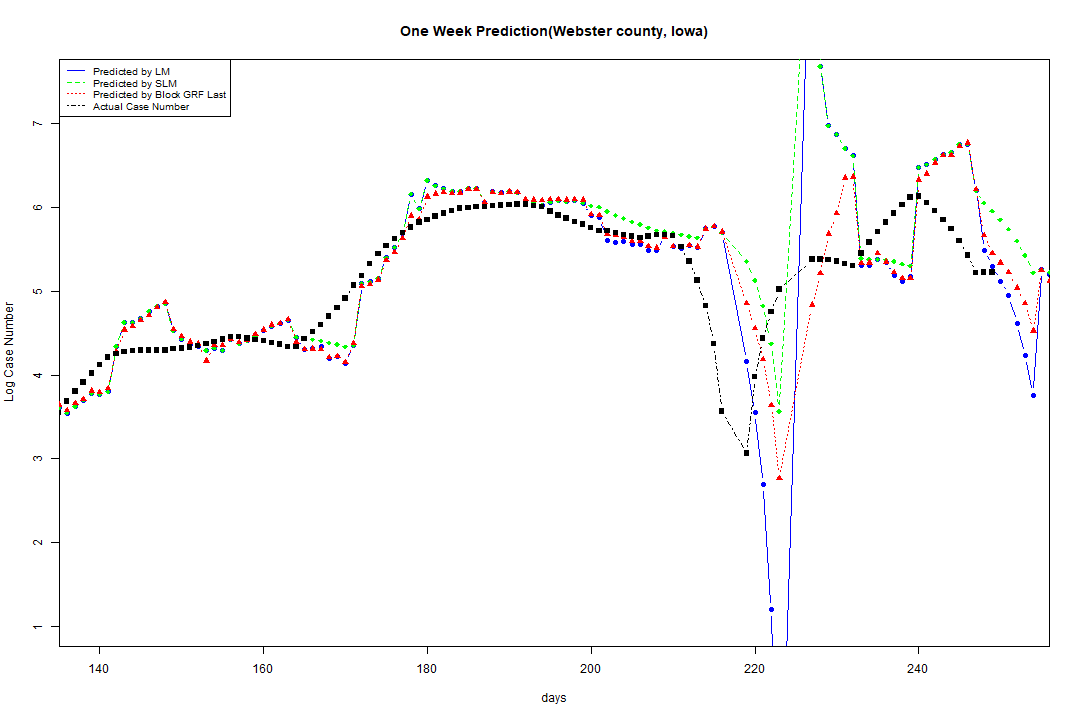 One Week Prediction(Webster county, Iowa)
Predicted by LM
Predicted by SLM
Predicted by Block GRF Last
Actual Case Number
Log Case Number
7
6
5
4
3
2
1
140 160 180 200 220 240
days